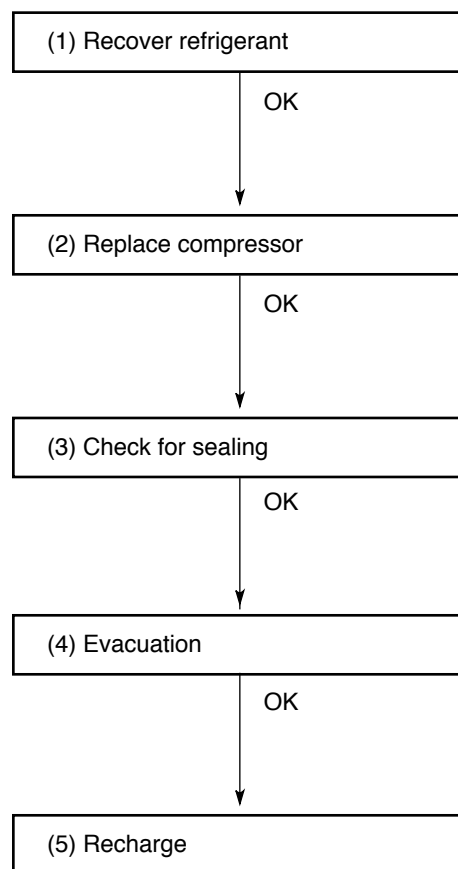 (1) Recover refrigerant
OK
(2) Replace compressor
OK
(3) Check for sealing
OK
(4) Evacuation
OK
(5) Recharge